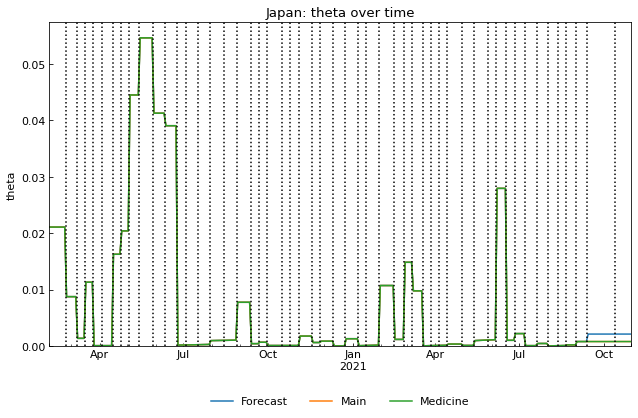 Japan: theta over time
theta
0.05
0.04
0.03
0.02
0.01
0.00
Apr Jul Oct Jan Apr Jul Oct
2021
Forecast Main Medicine